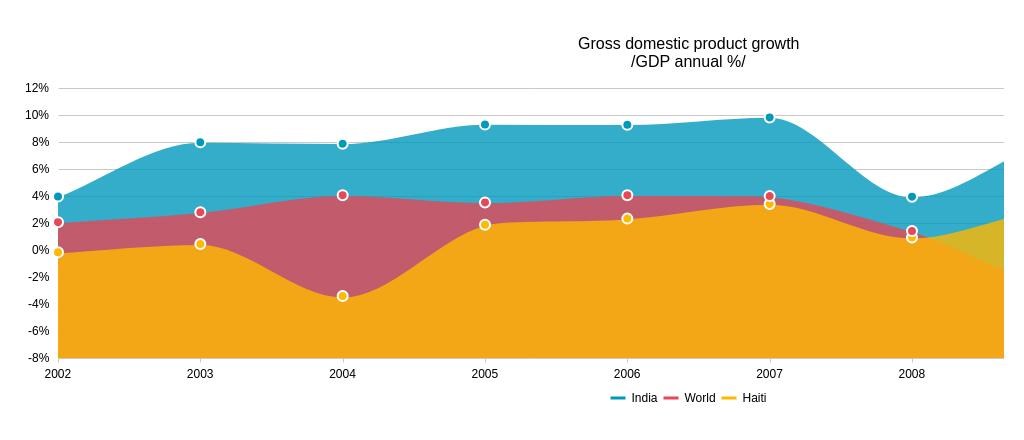 Gross domestic product growth
/GDP annual %/
12%
10%
8%
6%
4%
2%
0%
-2%
-4%
-6%
-8%
2002 2003 2004 2005 2006 2007 2008
India World Haiti